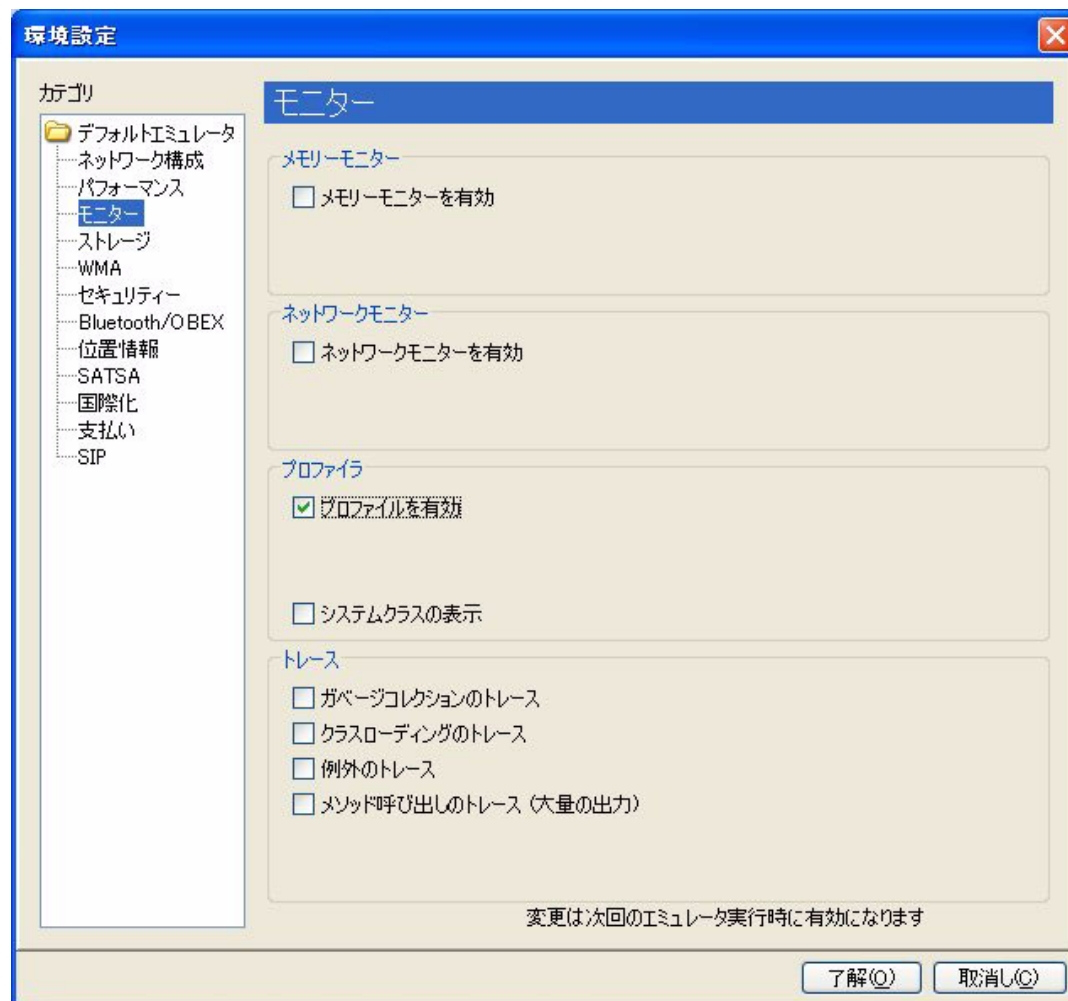 環境設定
カテゴリ
デフォルトエミュレータ
ネットワーク構成
パフォーマンス
モニター
ストレージ
WMA
セキュリティー
Bluetooth/OBEX
位置情報
SATSA
国際化
支払い
SIP
モニター
メモリーモニター
メモリーモニターを有効
ネットワークモニター
ネットワークモニターを有効
プロファイラ
プロファイルを有効
システムクラスの表示
トレース
ガベージコレクションのトレース
クラスローディングのトレース
例外のトレース
メソッド呼び出しのトレース (大量の出力)
変更は次回のエミュレータ実行時に有効になります
了解(O) 取消し(C)